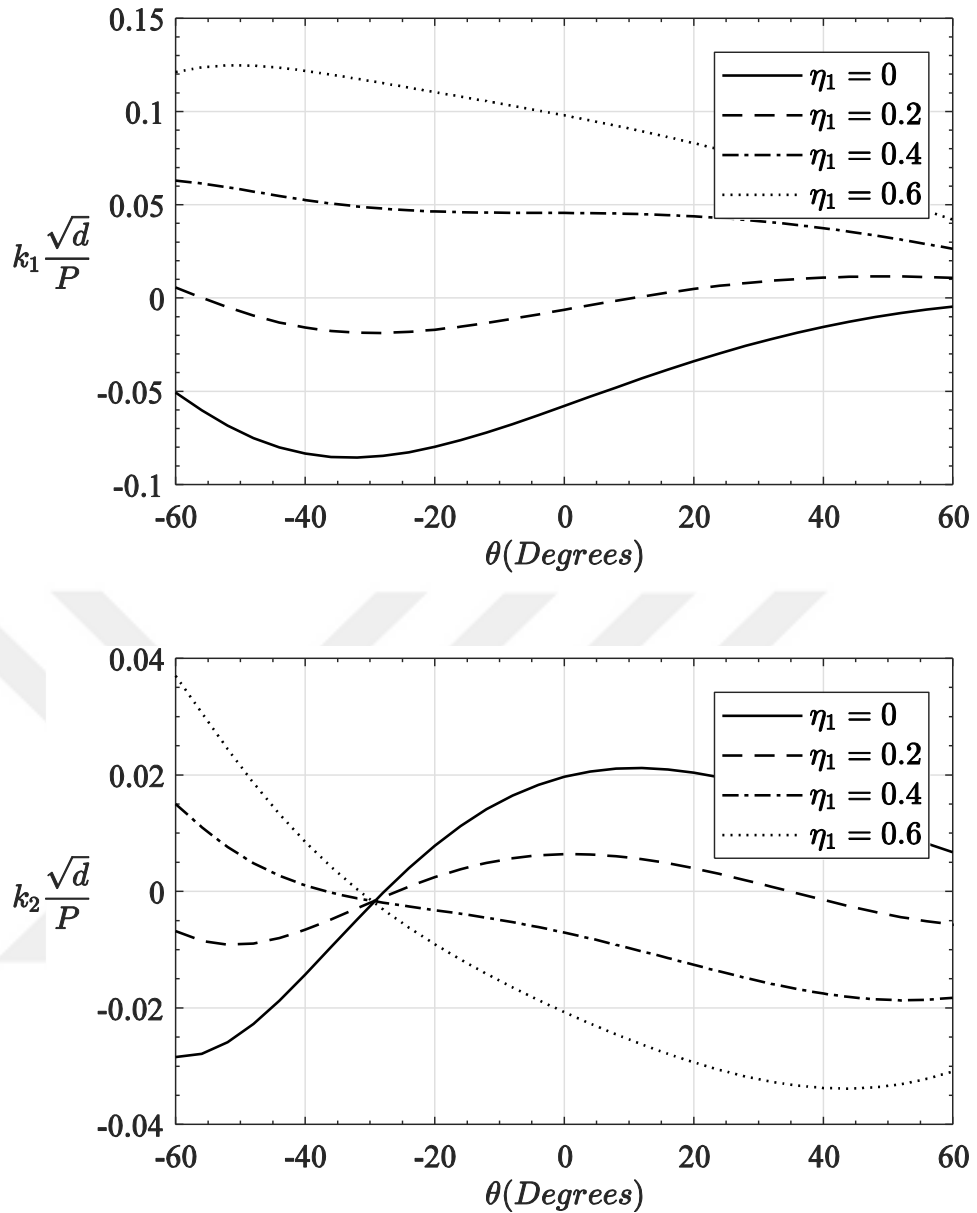 0.15
η₁ = 0
η₁ = 0.2
0.1
η₁ = 0.4
η₁ = 0.6
0.05
k₁ √d/P
0
-0.05
-0.1
-60 -40 -20 0 20 40 60
θ(Degrees)
0.04
η₁ = 0
η₁ = 0.2
0.02
η₁ = 0.4
η₁ = 0.6
k₂ √d/P
0
-0.02
-0.04
-60 -40 -20 0 20 40 60
θ(Degrees)